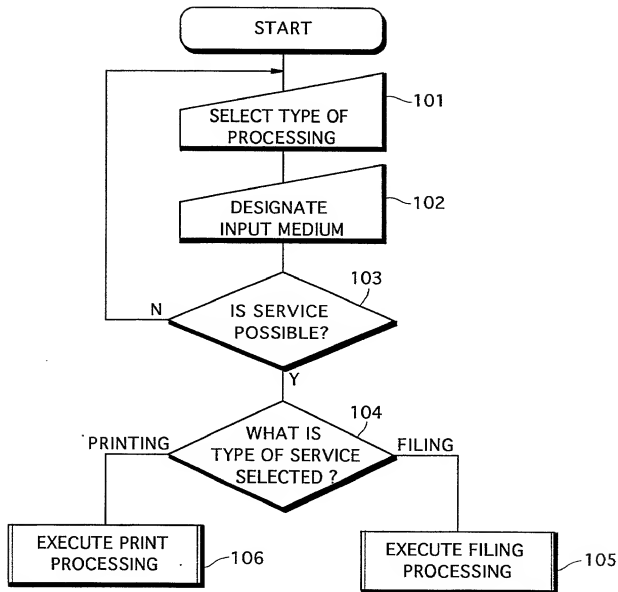 START
SELECT TYPE OF
PROCESSING
101
DESIGNATE
INPUT MEDIUM
102
103
IS SERVICE
POSSIBLE?
N
Y
104
WHAT IS
TYPE OF SERVICE
SELECTED ?
PRINTING
FILING
EXECUTE PRINT
PROCESSING
106
EXECUTE FILING
PROCESSING
105